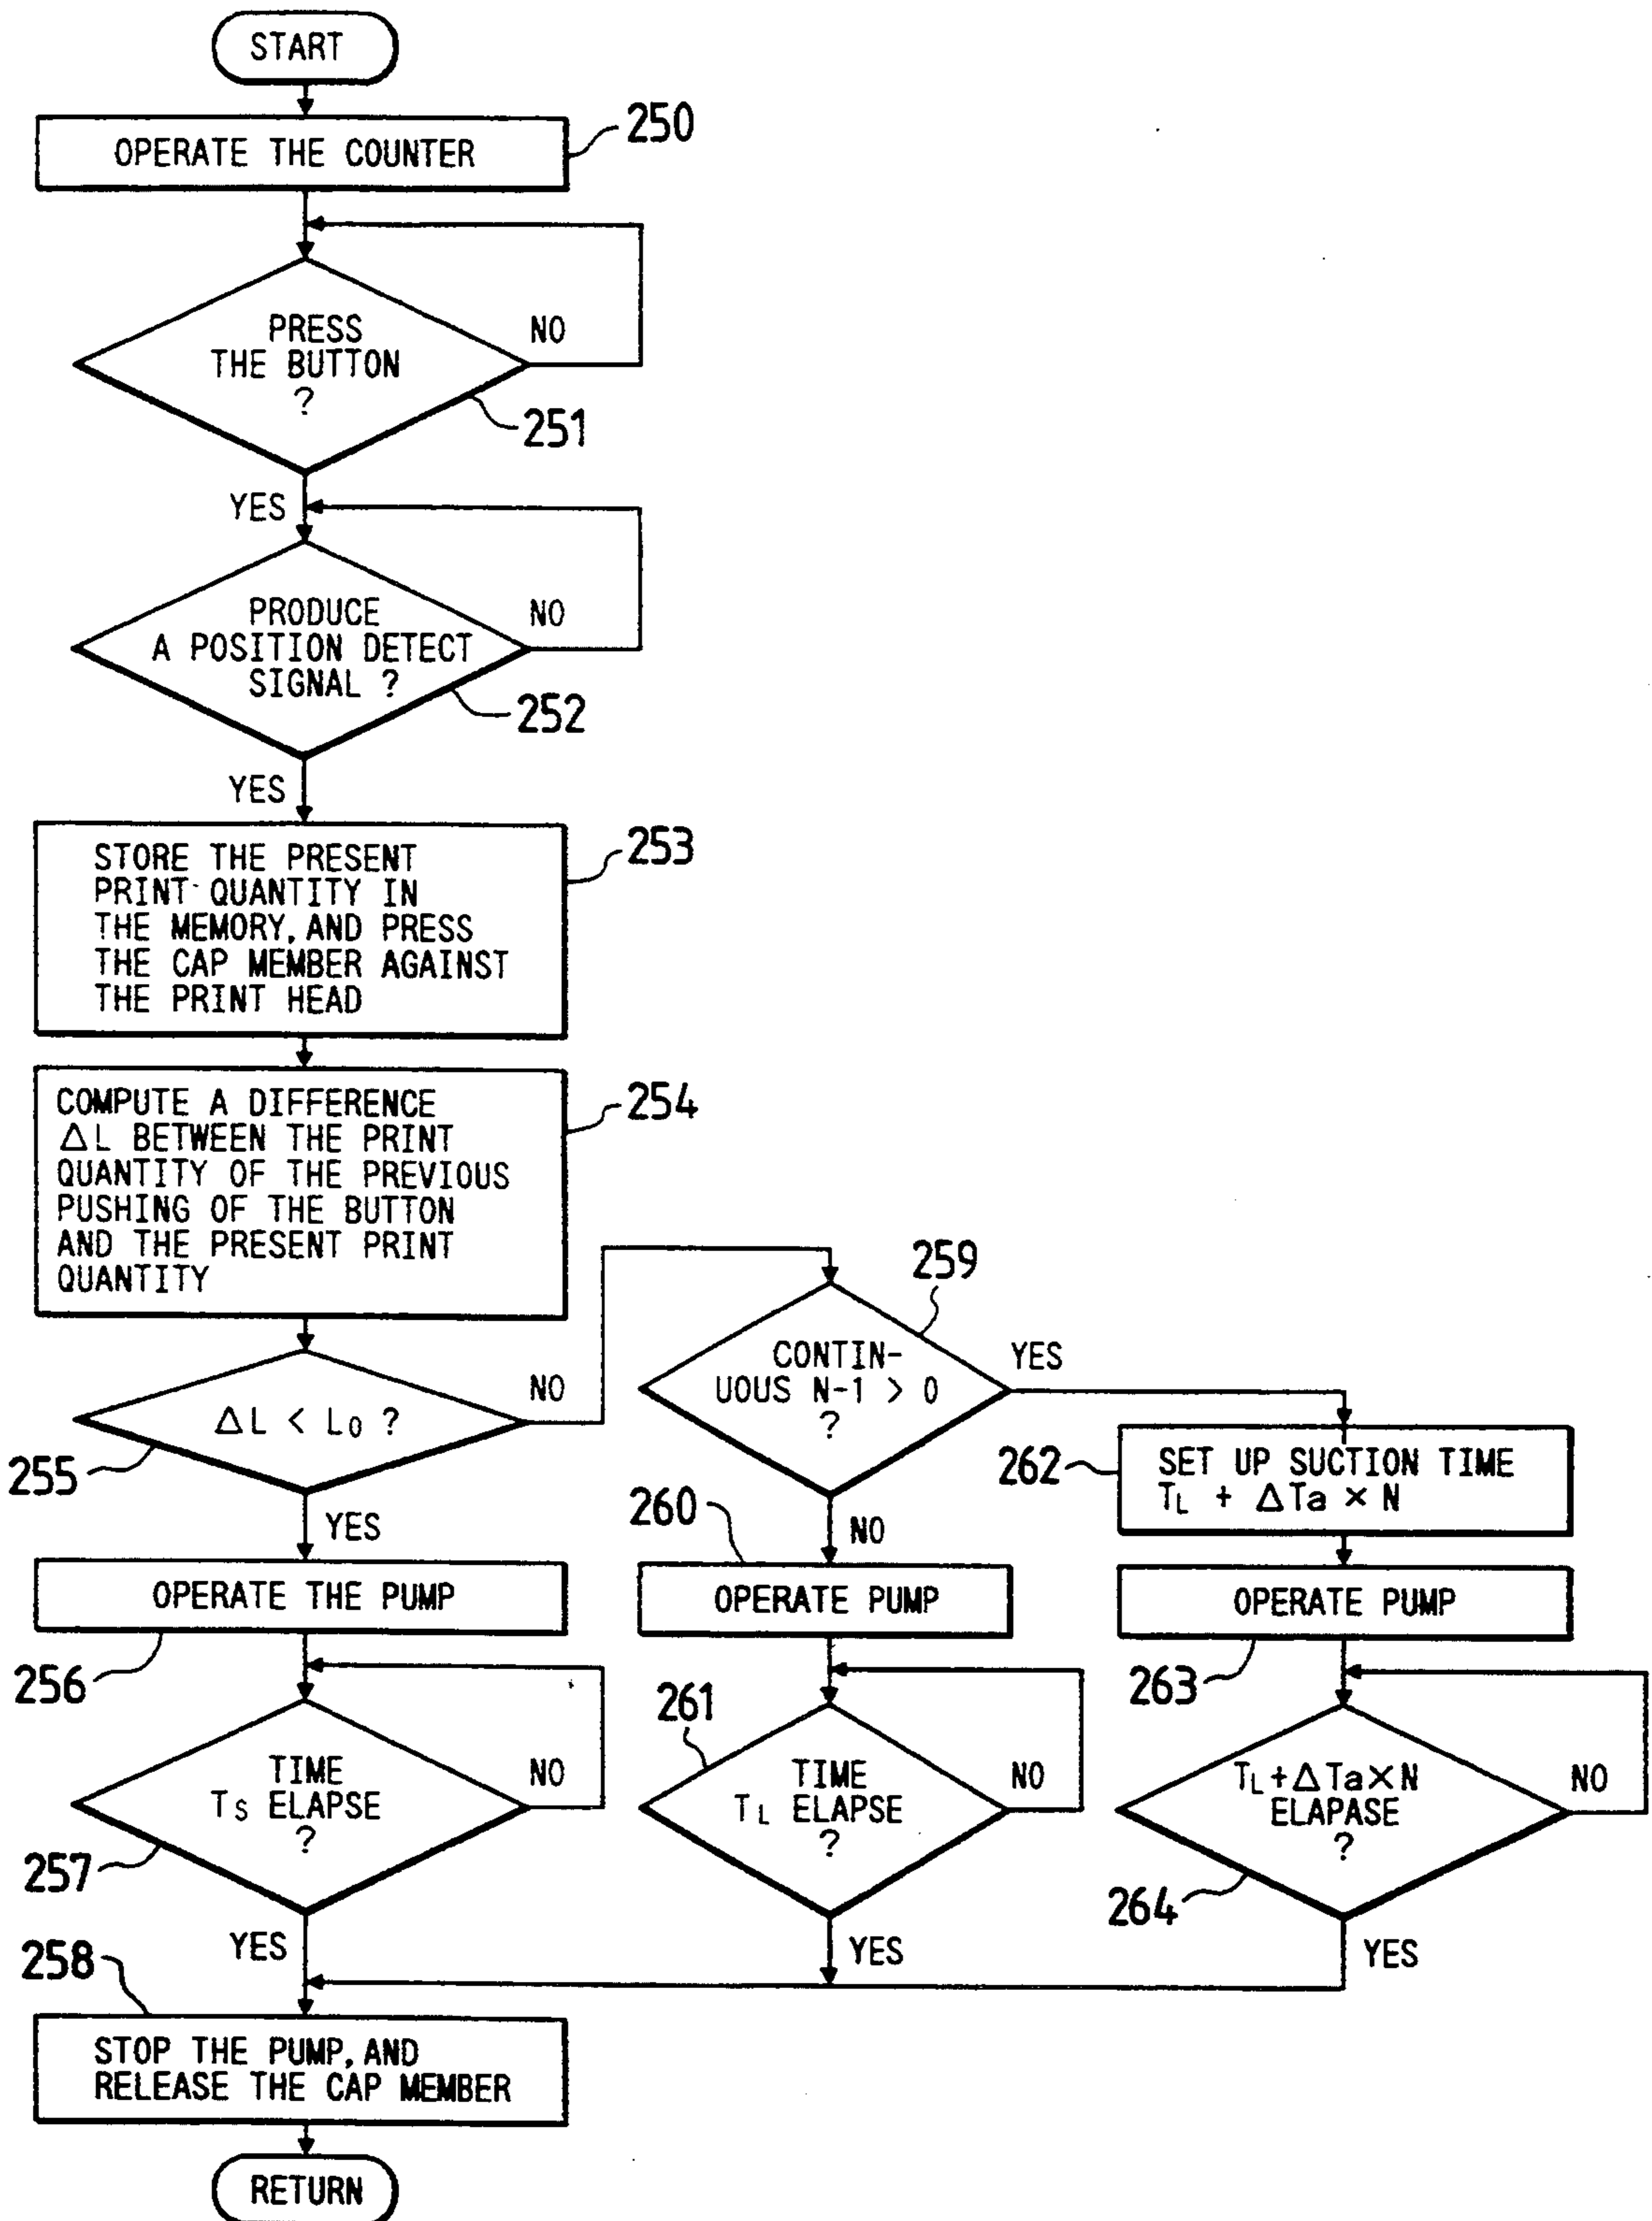 START
OPERATE THE COUNTER
250
PRESS
THE BUTTON
?
NO
251
YES
PRODUCE
A POSITION DETECT
SIGNAL ?
NO
252
YES
STORE THE PRESENT
PRINT QUANTITY IN
THE MEMORY, AND PRESS
THE CAP MEMBER AGAINST
THE PRINT HEAD
253
COMPUTE A DIFFERENCE
ΔL BETWEEN THE PRINT
QUANTITY OF THE PREVIOUS
PUSHING OF THE BUTTON
AND THE PRESENT PRINT
QUANTITY
254
ΔL < L0 ?
NO
255
YES
OPERATE THE PUMP
256
TIME
TS ELAPSE
?
NO
257
YES
258
STOP THE PUMP, AND
RELEASE THE CAP MEMBER
RETURN
259
CONTIN-
UOUS N-1 > 0
?
YES
NO
260
OPERATE PUMP
261
TIME
TL ELAPSE
?
NO
YES
262
SET UP SUCTION TIME
TL + ΔTa × N
OPERATE PUMP
263
TL+ΔTa×N
ELAPASE
?
NO
264
YES